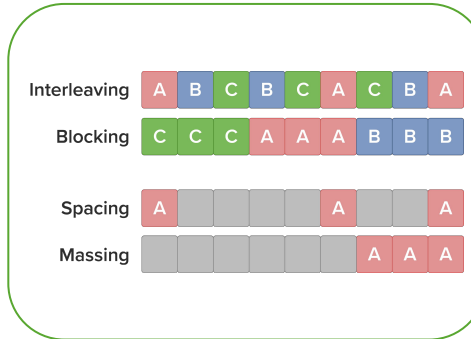 Interleaving A B C B C A C B A
Blocking C C C A A A B B B
Spacing A A A
Massing A A A